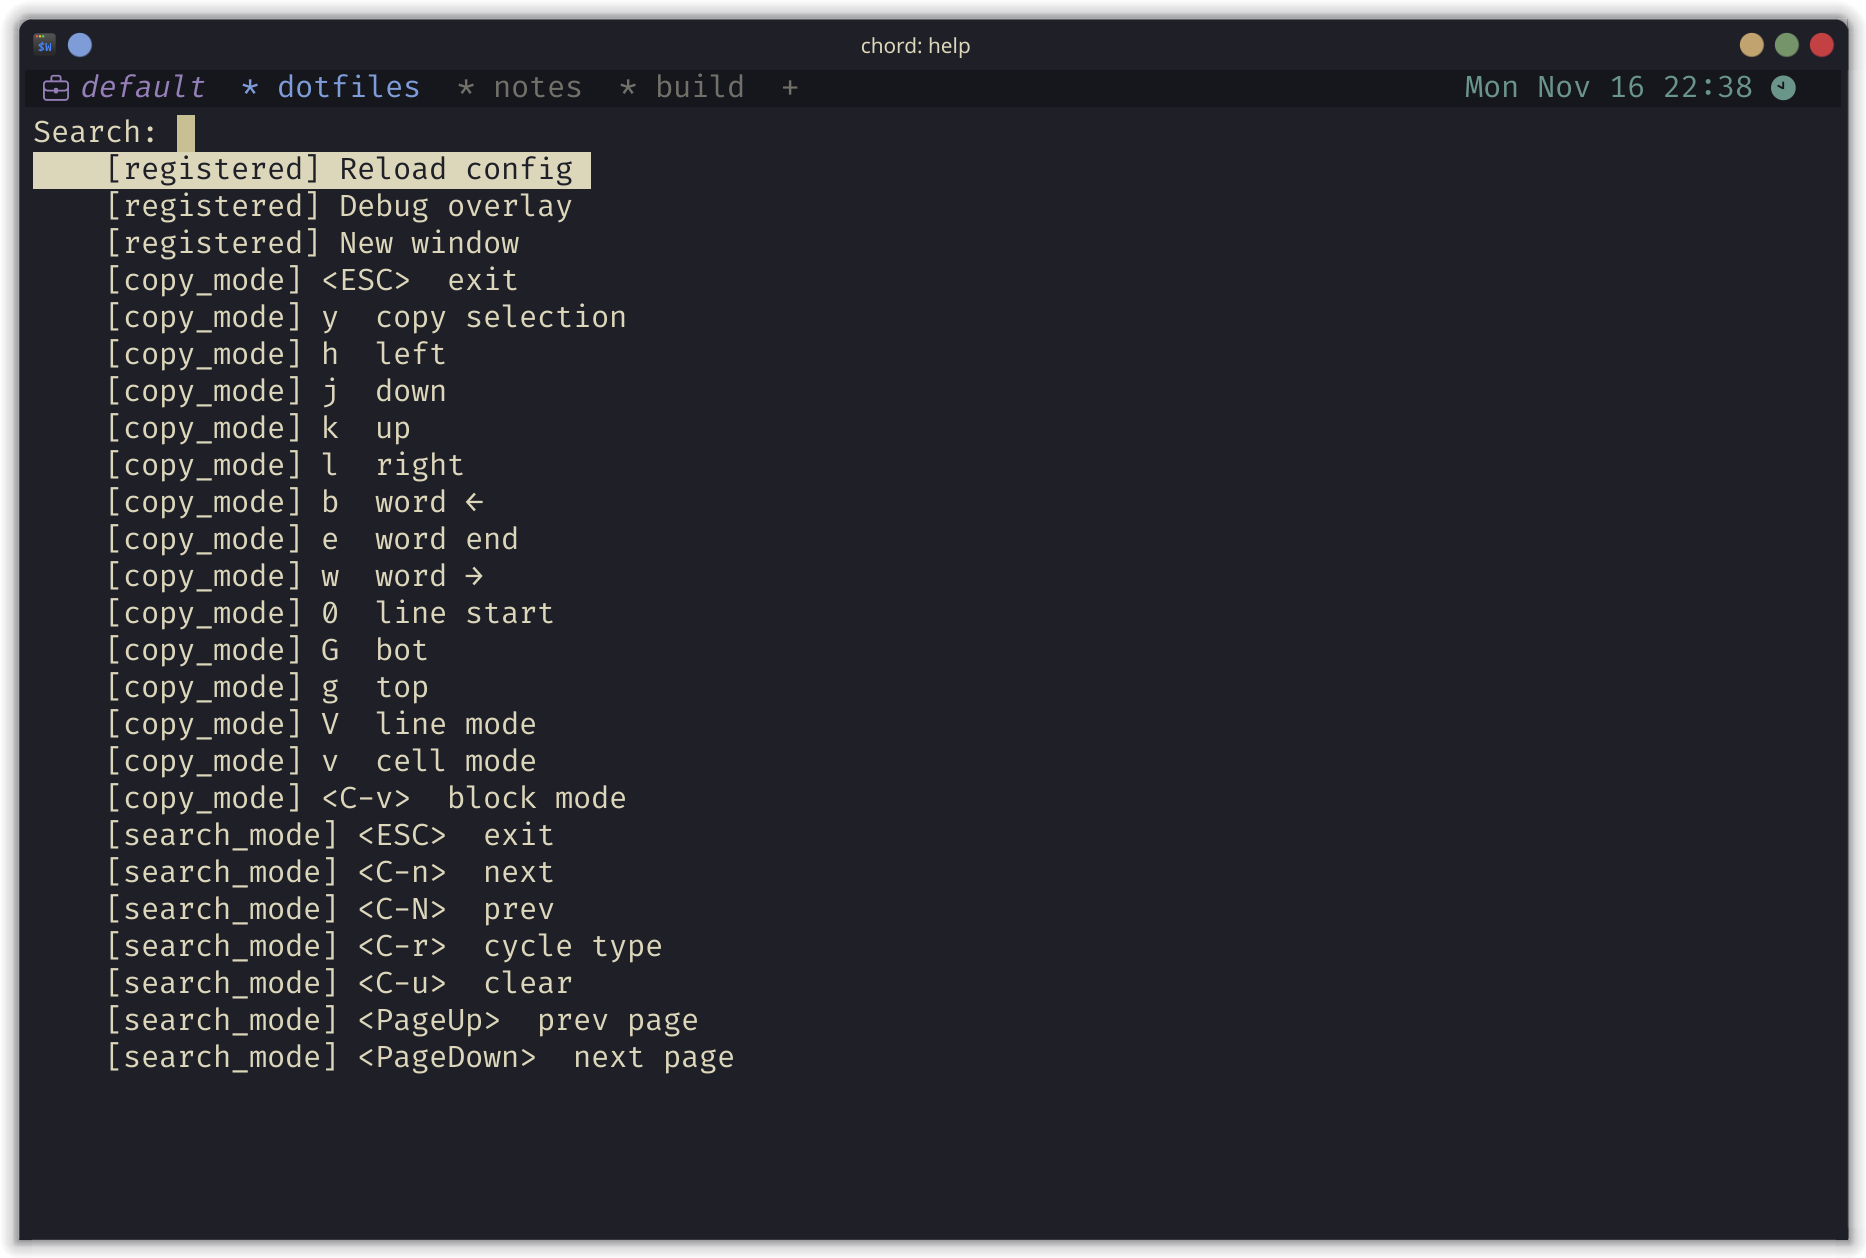 $W
chord: help
default * dotfiles * notes * build +
Mon Nov 16 22:38
Search:
[registered] Reload config
[registered] Debug overlay
[registered] New window
[copy_mode] <ESC>  exit
[copy_mode] y  copy selection
[copy_mode] h  left
[copy_mode] j  down
[copy_mode] k  up
[copy_mode] l  right
[copy_mode] b  word ←
[copy_mode] e  word end
[copy_mode] w  word →
[copy_mode] 0  line start
[copy_mode] G  bot
[copy_mode] g  top
[copy_mode] V  line mode
[copy_mode] v  cell mode
[copy_mode] <C-v>  block mode
[search_mode] <ESC>  exit
[search_mode] <C-n>  next
[search_mode] <C-N>  prev
[search_mode] <C-r>  cycle type
[search_mode] <C-u>  clear
[search_mode] <PageUp>  prev page
[search_mode] <PageDown>  next page